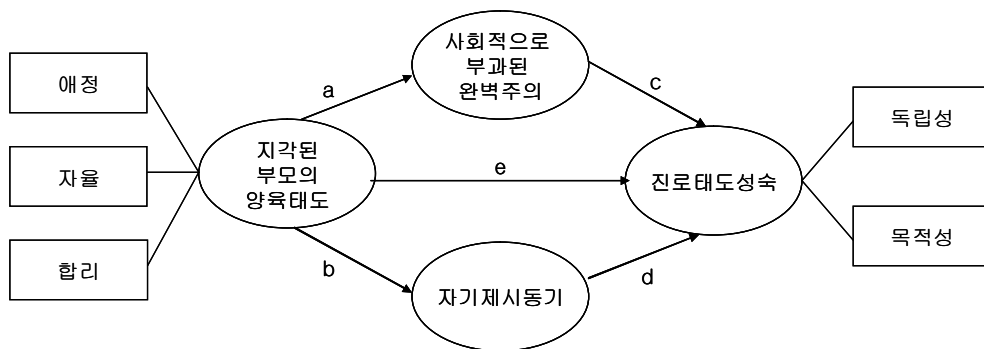 사회적으로
부과된
완벽주의
애정
a
c
독립성
지각된
부모의
양육태도
자율
e
진로태도성숙
합리
b
d
목적성
자기제시동기